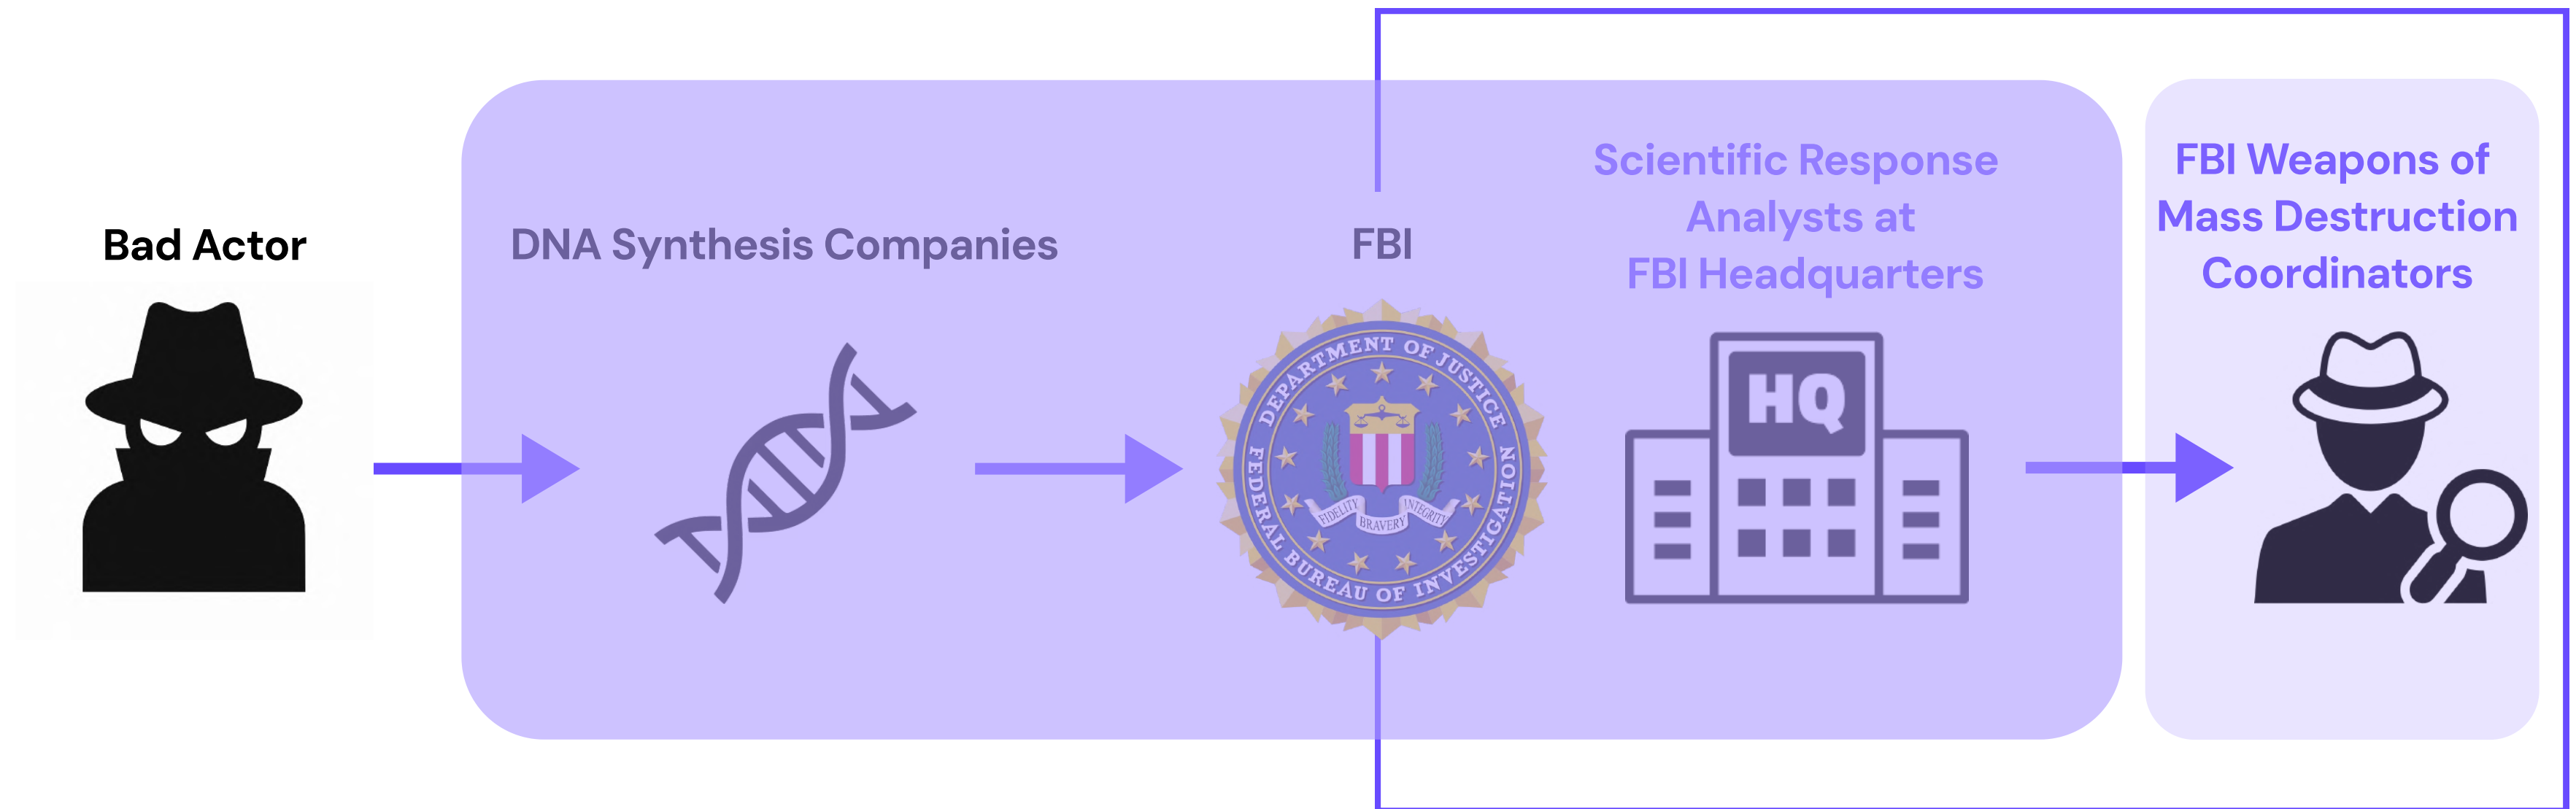 Bad Actor
DNA Synthesis Companies
FBI
DEPARTMENT OF JUSTICE
FIDELITY
BRAVERY
INTEGRITY
FEDERAL BUREAU OF INVESTIGATION
Scientific Response
Analysts at
FBI Headquarters
HQ
FBI Weapons of
Mass Destruction
Coordinators